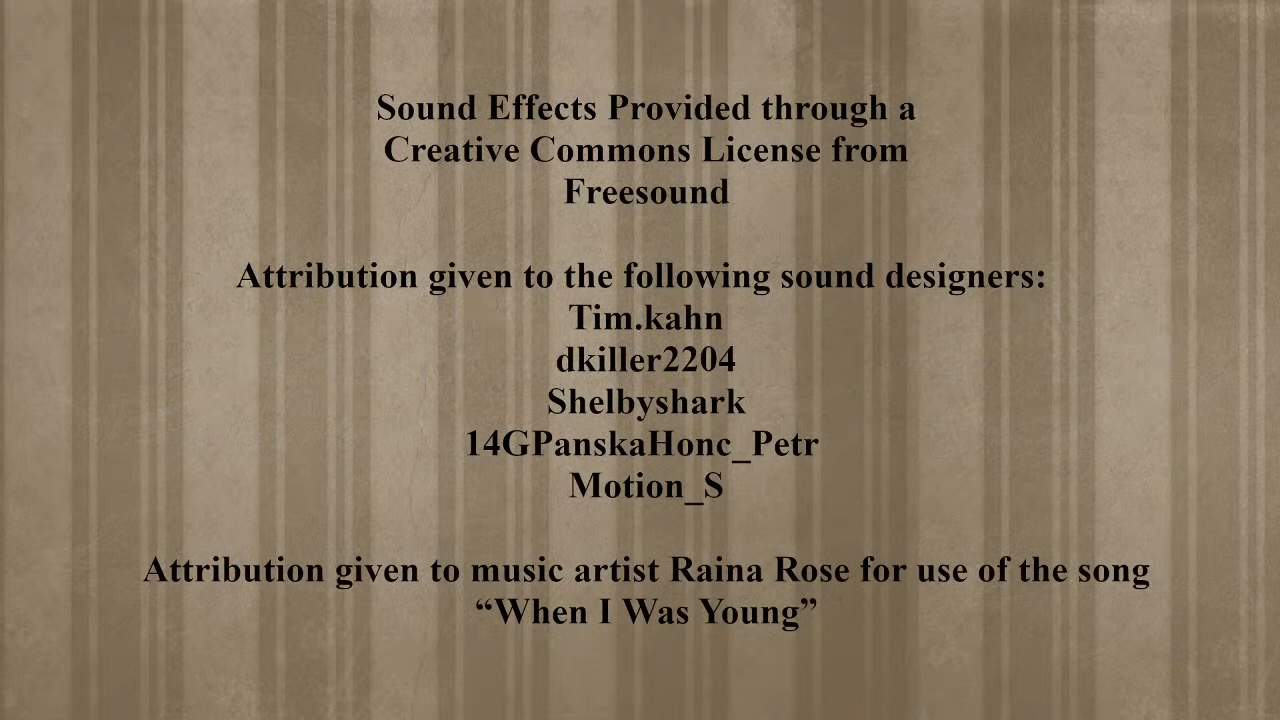 Sound Effects Provided through a
Creative Commons License from
Freesound
Attribution given to the following sound designers:
Tim.kahn
dkiller2204
Shelbyshark
14GPanskaHonc_Petr
Motion_S
Attribution given to music artist Raina Rose for use of the song
“When I Was Young”